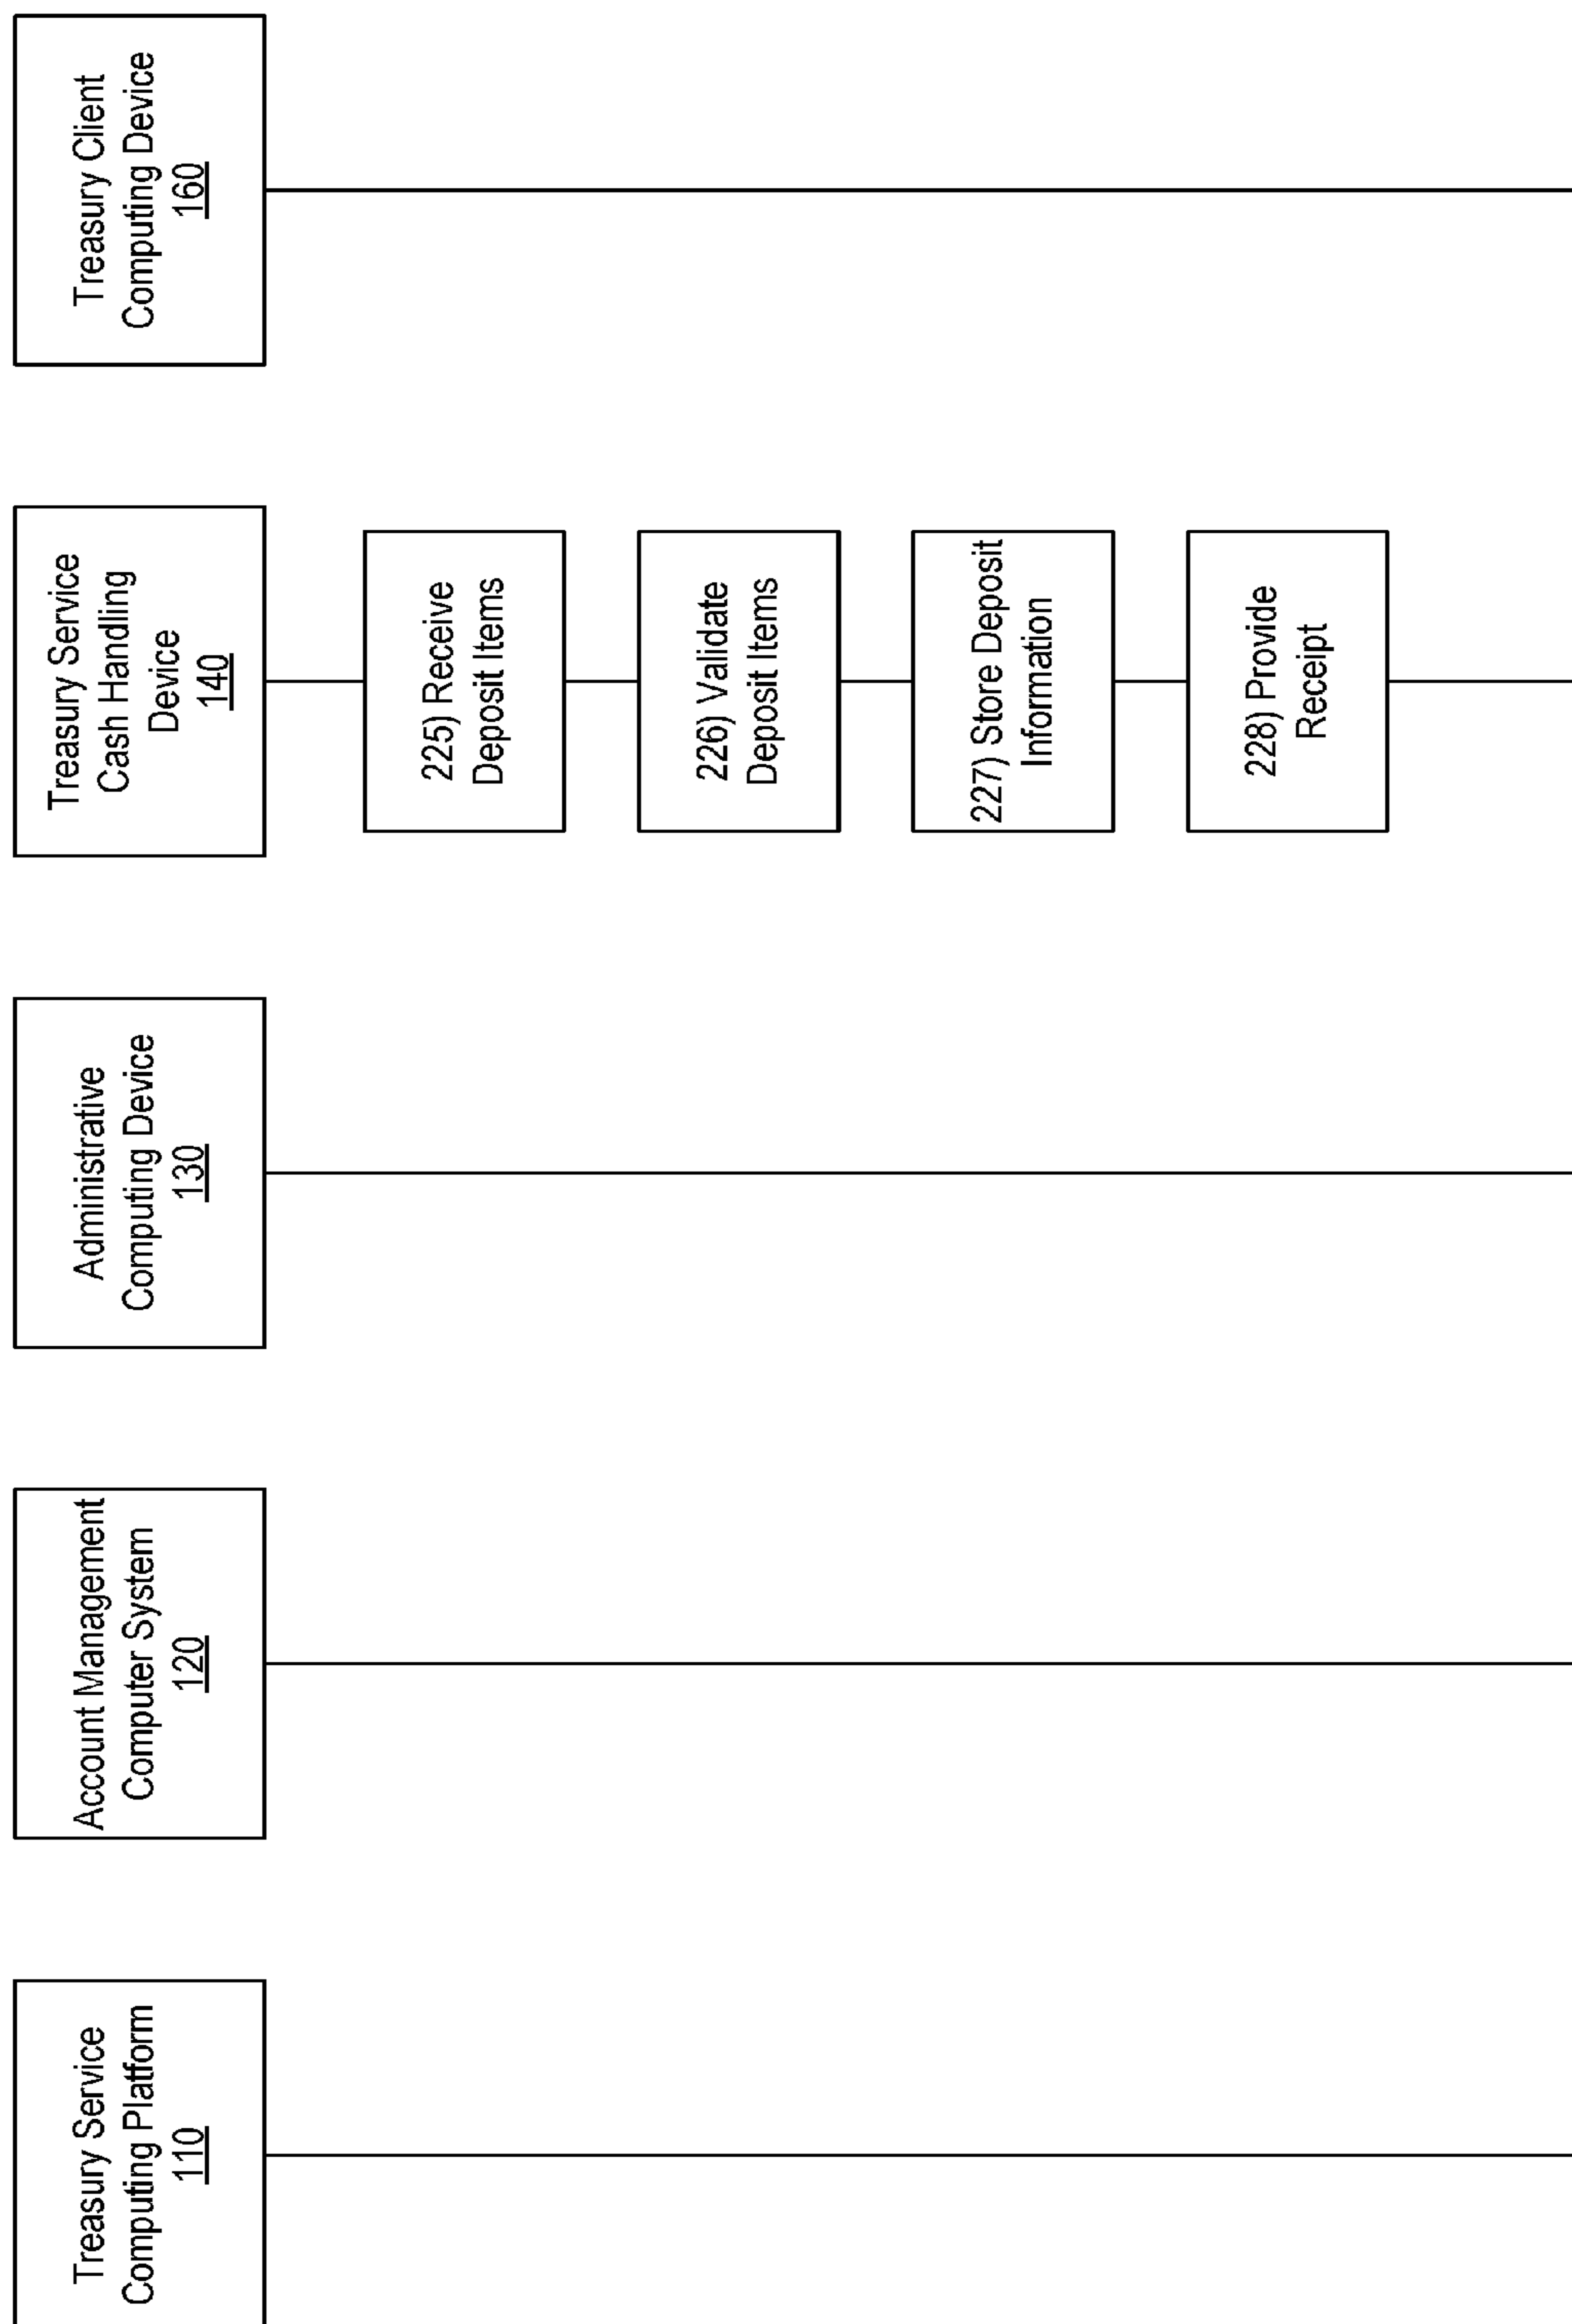 Treasury Service
Computing Platform
110
Account Management
Computer System
120
Administrative
Computing Device
130
Treasury Service
Cash Handling
Device
140
Treasury Client
Computing Device
160
225) Receive
Deposit Items
226) Validate
Deposit Items
227) Store Deposit
Information
228) Provide
Receipt